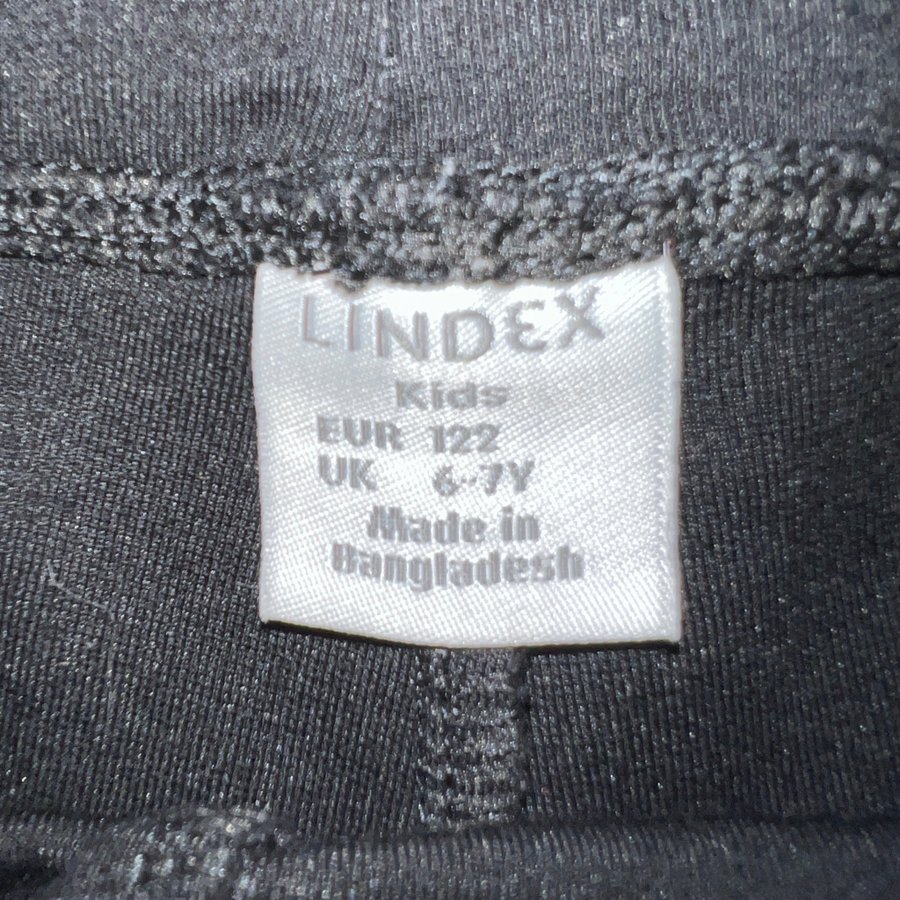 LINDEX
Kids
EUR 122
UK 6-7Y
Made in
Bangladesh